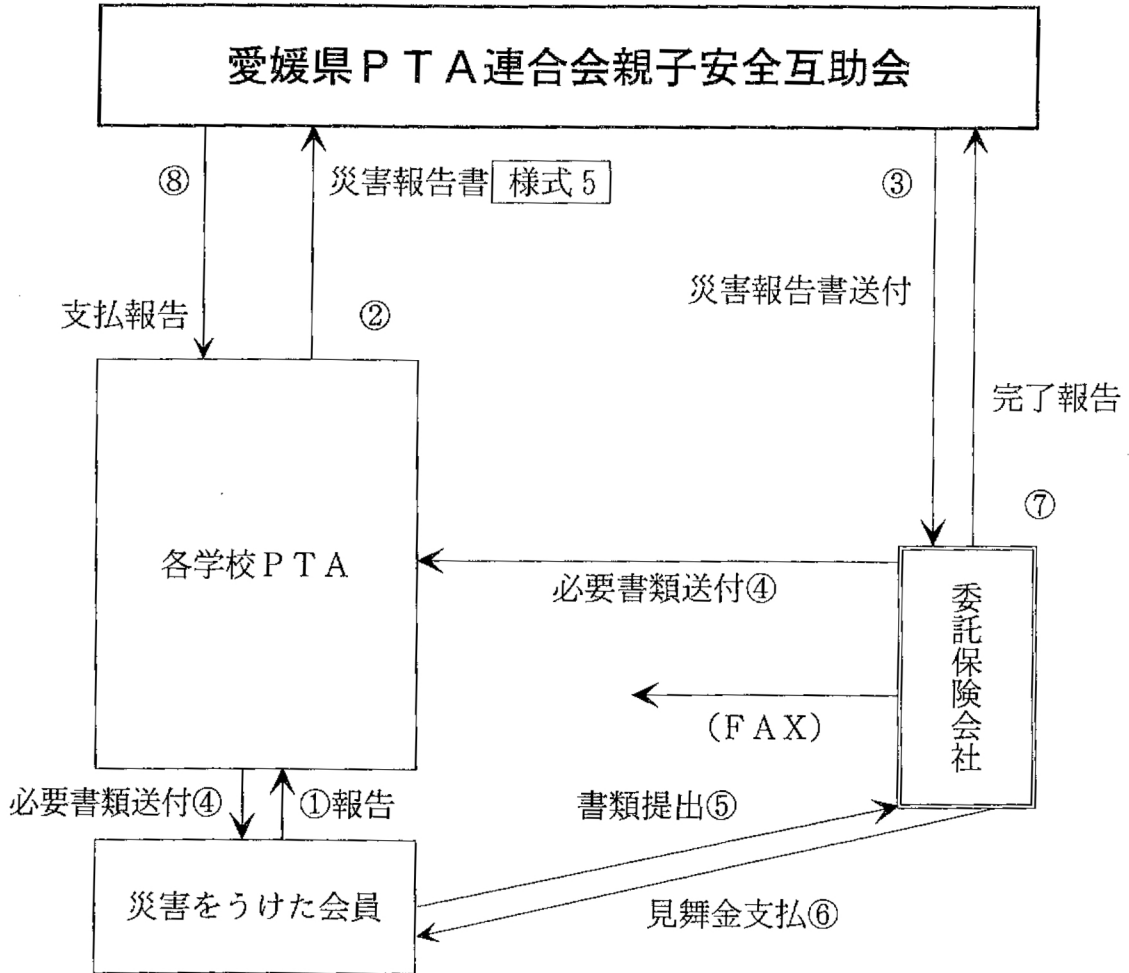 愛媛県ＰＴＡ連合会親子安全互助会
⑧
災害報告書 様式５
③
災害報告書送付
支払報告
②
完了報告
⑦
各学校ＰＴＡ
必要書類送付④
委託保険会社
（ＦＡＸ）
必要書類送付④
①報告
書類提出⑤
災害をうけた会員
見舞金支払⑥